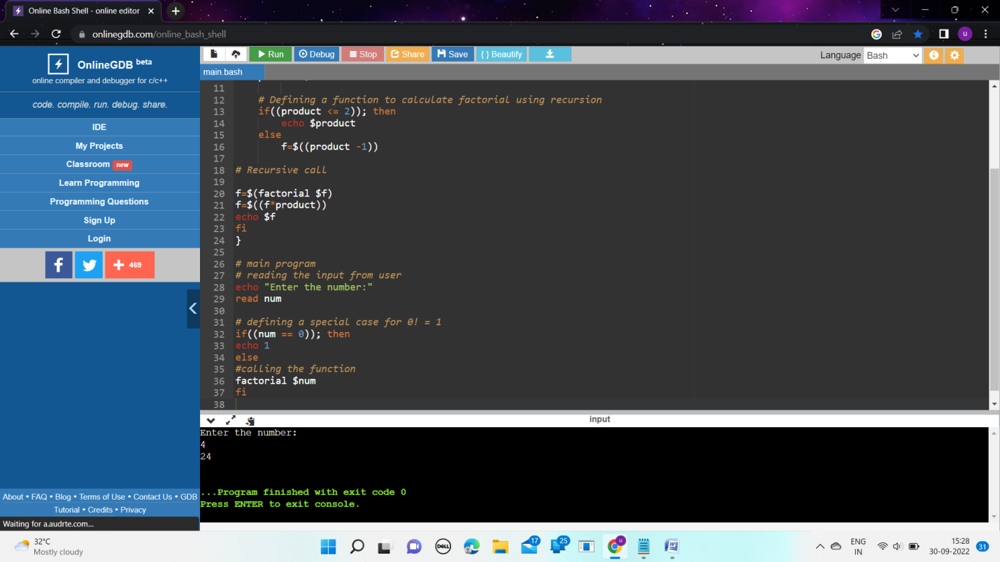 Online Bash Shell - online editor
onlinegdb.com/online_bash_shell
u
OnlineGDB beta
online compiler and debugger for c/c++
code. compile. run. debug. share.
IDE
My Projects
Classroom new
Learn Programming
Programming Questions
Sign Up
Login
469
About • FAQ • Blog • Terms of Use • Contact Us • GDB
Tutorial • Credits • Privacy
Waiting for a.audrte.com...
Run Debug Stop Share Save { } Beautify
Language Bash
main.bash
11
12 # Defining a function to calculate factorial using recursion
13 if((product <= 2)); then
14 echo $product
15 else
16 f=$((product -1))
17
18 # Recursive call
19
20 f=$(factorial $f)
21 f=$((f*product))
22 echo $f
23 fi
24 }
25
26 # main program
27 # reading the input from user
28 echo "Enter the number:"
29 read num
30
31 # defining a special case for 0! = 1
32 if((num == 0)); then
33 echo 1
34 else
35 #calling the function
36 factorial $num
37 fi
38
input
Enter the number:
4
24
...Program finished with exit code 0
Press ENTER to exit console.
32°C
Mostly cloudy
DELL
17
25
u
W
ENG
IN
15:28
30-09-2022
31